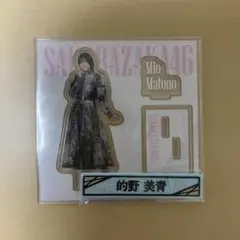 SAKURAZAKA46
Mio
Matono
的野 美青